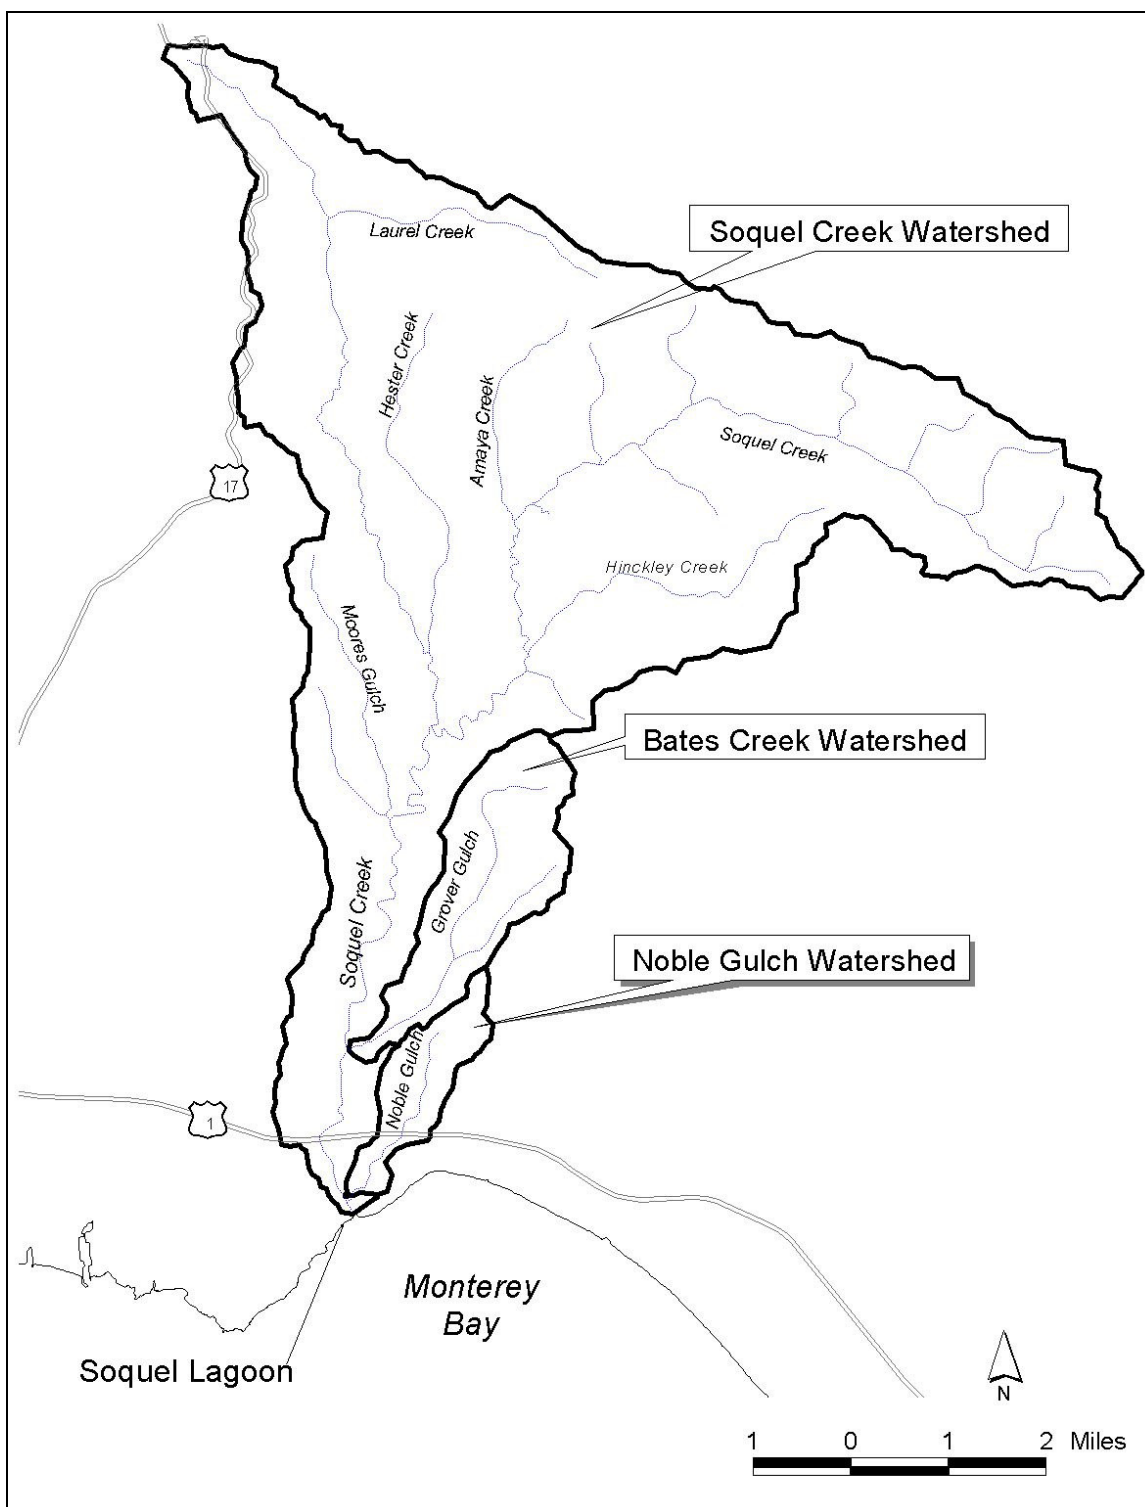 Soquel Creek Watershed
Laurel Creek
Hester Creek
Amaya Creek
Soquel Creek
17
Hinckley Creek
Moores Gulch
Bates Creek Watershed
Grover Gulch
Soquel Creek
Noble Gulch Watershed
Noble Gulch
1
Monterey
Bay
Soquel Lagoon
N
1 0 1 2 Miles